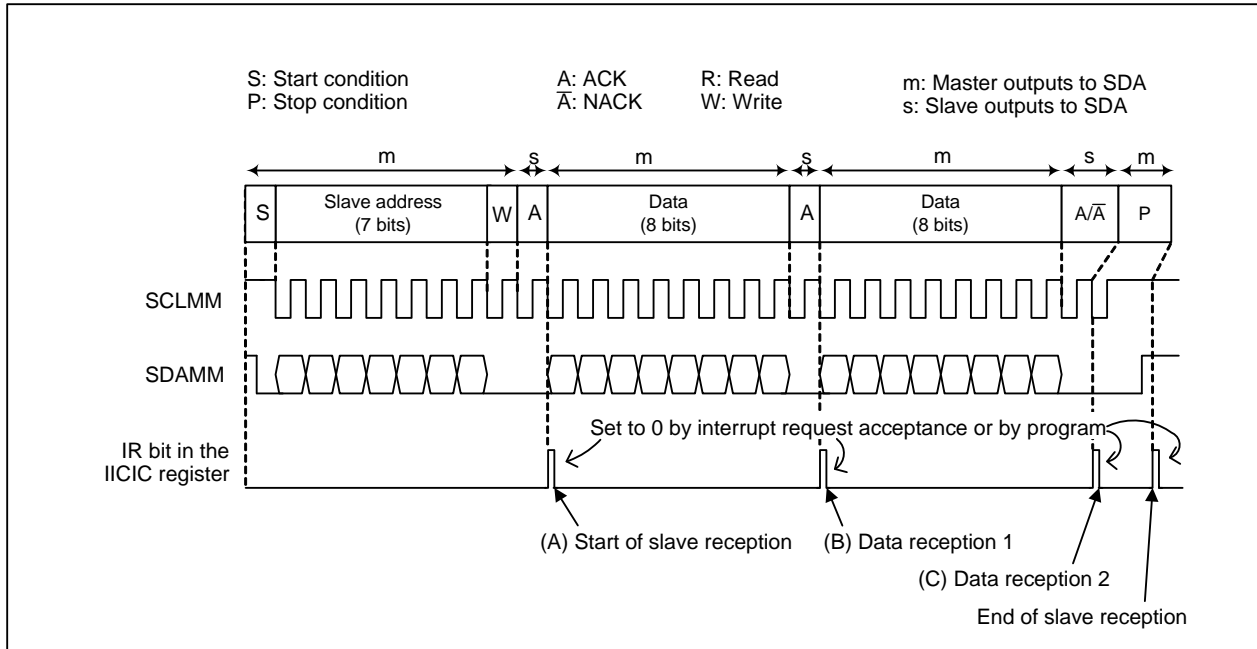 S: Start condition
P: Stop condition
A: ACK
A̅: NACK
R: Read
W: Write
m: Master outputs to SDA
s: Slave outputs to SDA
m s m s m s m
S Slave address (7 bits) W A Data (8 bits) A Data (8 bits) A/A̅ P
SCLMM
SDAMM
IR bit in the
IICIC register
Set to 0 by interrupt request acceptance or by program
(A) Start of slave reception
(B) Data reception 1
(C) Data reception 2
End of slave reception